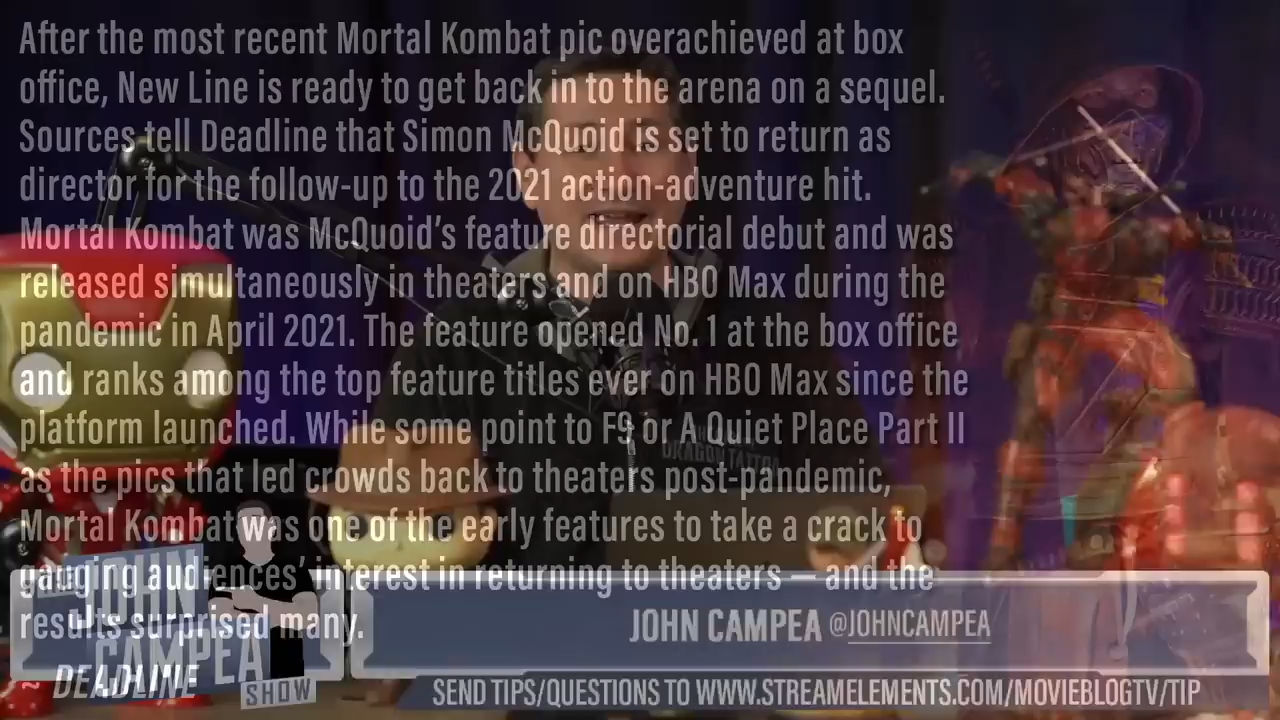 After the most recent Mortal Kombat pic overachieved at box
office, New Line is ready to get back in to the arena on a sequel.
Sources tell Deadline that Simon McQuoid is set to return as
director for the follow-up to the 2021 action-adventure hit.
Mortal Kombat was McQuoid's feature directorial debut and was
released simultaneously in theaters and on HBO Max during the
pandemic in April 2021. The feature opened No. 1 at the box office
and ranks among the top feature titles ever on HBO Max since the
platform launched. While some point to F9 or A Quiet Place Part II
as the pics that led crowds back to theaters post-pandemic,
Mortal Kombat was one of the early features to take a crack to
gauging audiences' interest in returning to theaters — and the
results surprised many.
~ DEADLINE
DRAGON TATTOO
JOHN
CAMPEA
SHOW
JOHN CAMPEA @JOHNCAMPEA
SEND TIPS/QUESTIONS TO WWW.STREAMELEMENTS.COM/MOVIEBLOGTV/TIP